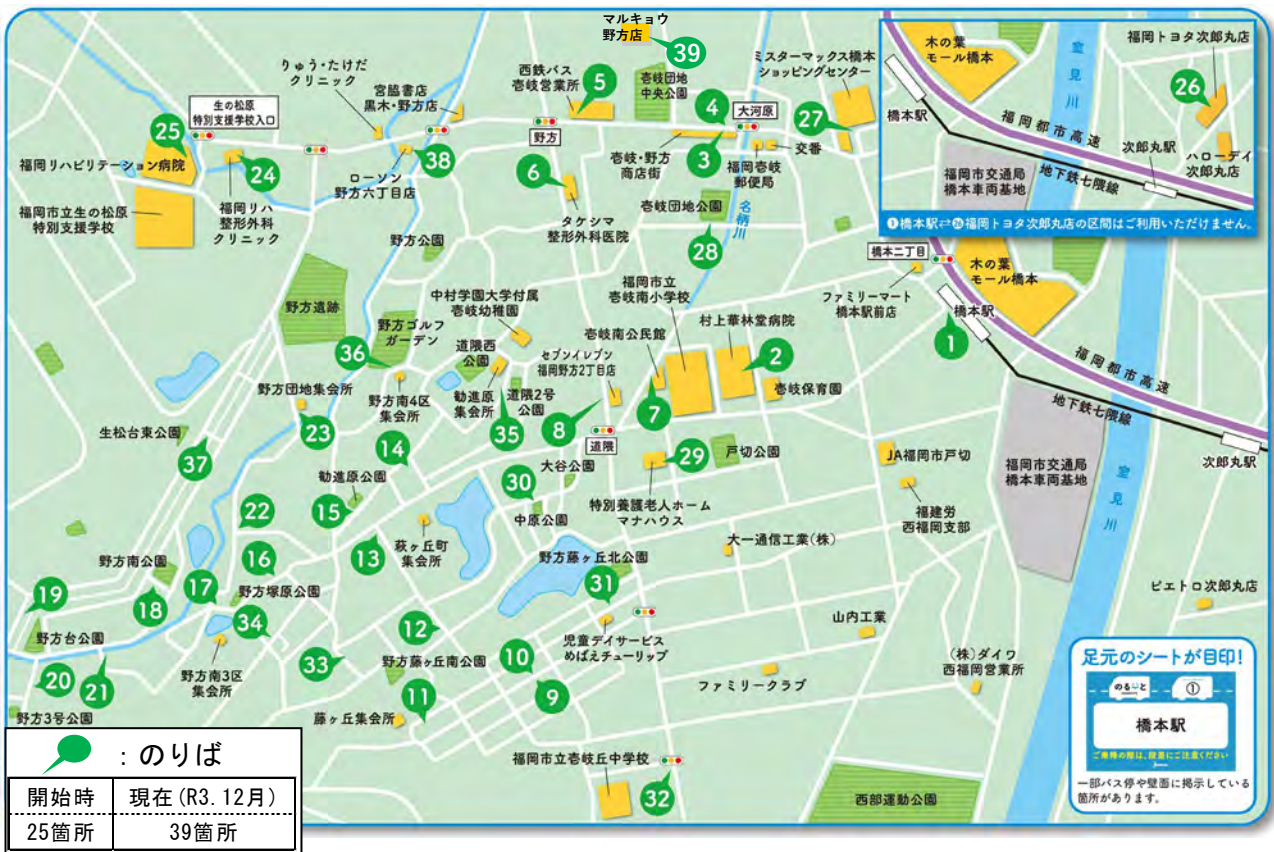 マルキョウ
野方店
39
りゅう・たけだ
クリニック
宮脇書店
黒木・野方店
西鉄バス
壱岐営業所
5
壱岐団地
中央公園
4
大河原
ミスターマックス橋本
ショッピングセンター
27
生の松原
特別支援学校入口
25
福岡リハビリテーション病院
24
福岡リハ
整形外科
クリニック
福岡市立生の松原
特別支援学校
ローソン
野方六丁目店
38
野方
6
タケシマ
整形外科医院
壱岐・野方
商店街
3
福岡壱岐
郵便局
交番
壱岐団地公園
28
名柄川
木の葉
モール橋本
室見川
福岡トヨタ次郎丸店
26
橋本駅
福岡都市高速
次郎丸駅
ハローデイ
次郎丸店
福岡市交通局
橋本車両基地
地下鉄七隈線
❶橋本駅⇄㉖福岡トヨタ次郎丸店の区間はご利用いただけません。
野方公園
野方遺跡
野方ゴルフ
ガーデン
36
中村学園大学付属
壱岐幼稚園
道隈西
公園
セブンイレブン
福岡野方2丁目店
福岡市立
壱岐南小学校
壱岐南公民館
村上華林堂病院
2
壱岐保育園
橋本二丁目
ファミリーマート
橋本駅前店
木の葉
モール橋本
橋本駅
1
福岡都市高速
地下鉄七隈線
次郎丸駅
野方団地集会所
23
野方南4区
集会所
勧進原
集会所
35
道隈2号
公園
8
道隈
7
29
戸切公園
JA福岡市戸切
福岡市交通局
橋本車両基地
室見川
生松台東公園
37
14
勧進原公園
15
大谷公園
30
中原公園
特別養護老人ホーム
マナハウス
福建労
西福岡支部
22
16
13
萩ヶ丘町
集会所
野方藤ヶ丘北公園
31
大一通信工業(株)
野方南公園
18
17
野方塚原公園
34
19
野方台公園
20
21
野方南3区
集会所
33
12
野方藤ヶ丘南公園
11
藤ヶ丘集会所
10
9
児童デイサービス
めばえチューリップ
山内工業
ピエトロ次郎丸店
ファミリークラブ
(株)ダイワ
西福岡営業所
野方3号公園
福岡市立壱岐丘中学校
32
西部運動公園
足元のシートが目印!
のるーと
①
橋本駅
ご乗降の際は、段差にご注意ください
一部バス停や壁面に掲示している
箇所があります。
:のりば
開始時 現在(R3.12月)
25箇所 39箇所